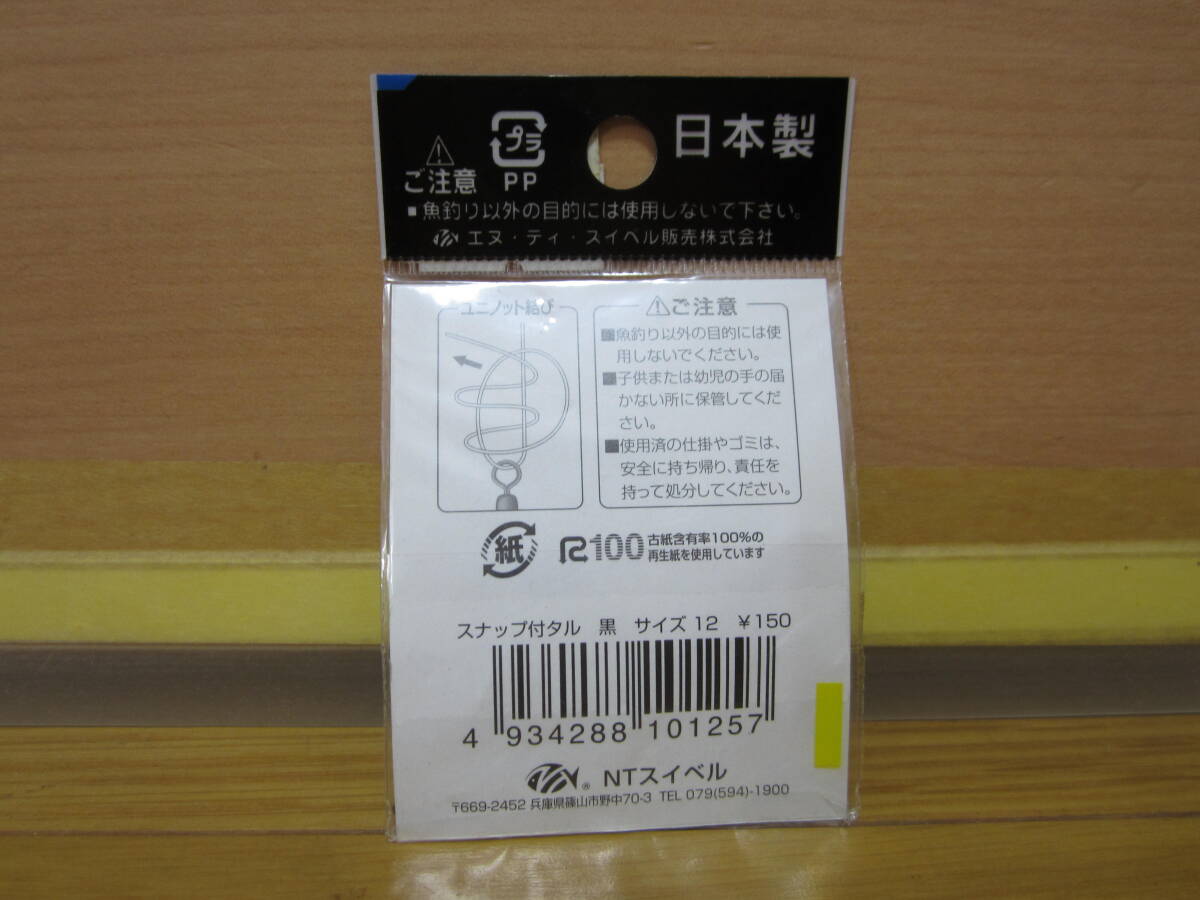 日本製
プラ
PP
ご注意
■魚釣り以外の目的には使用しないで下さい。
エヌ・ティ・スイベル販売株式会社
ユニノット結び
ご注意
■魚釣り以外の目的には使
用しないでください。
■子供または幼児の手の届
かない所に保管してくだ
さい。
■使用済の仕掛やゴミは、
安全に持ち帰り、責任を
持って処分してください。
紙
R100
古紙含有率100%の
再生紙を使用しています
スナップ付タル 黒 サイズ 12 ¥150
4 934288 101257
® NTスイベル
〒669-2452 兵庫県篠山市野中70-3 TEL 079(594)-1900